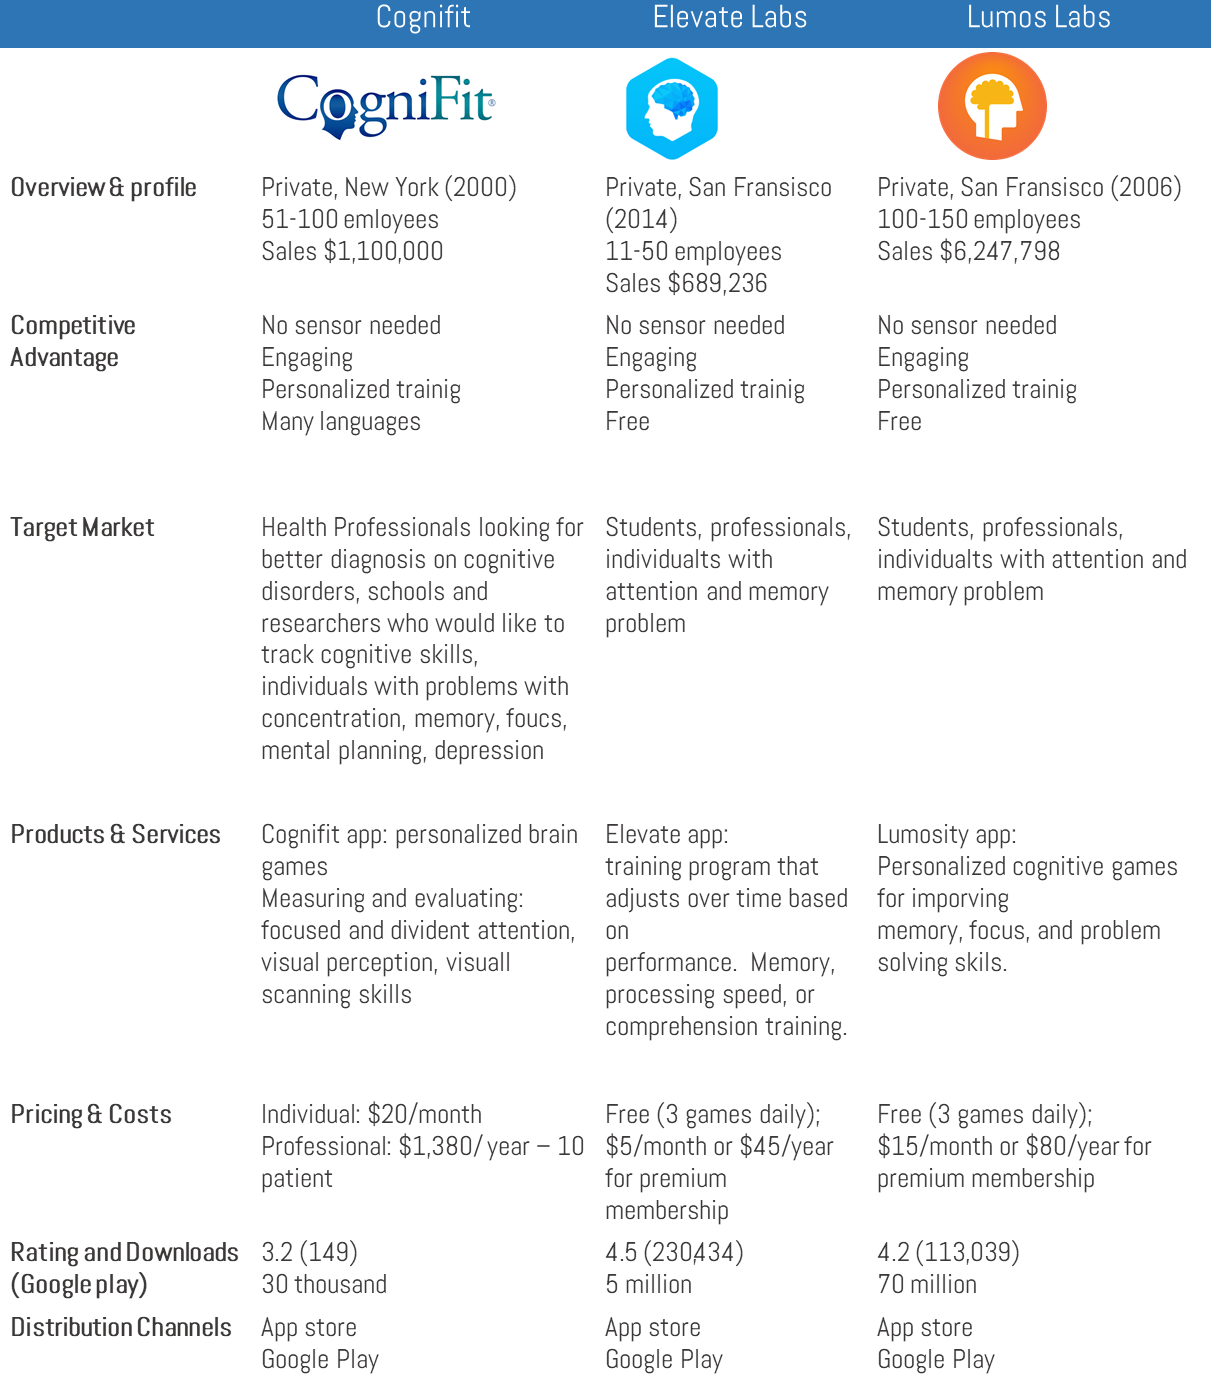 Cognifit Elevate Labs Lumos Labs
CogniFit®
Overview & profile
Private, New York (2000)
51-100 emloyees
Sales $1,100,000
Private, San Fransisco
(2014)
11-50 employees
Sales $689,236
Private, San Fransisco (2006)
100-150 employees
Sales $6,247,798
Competitive
Advantage
No sensor needed
Engaging
Personalized trainig
Many languages
No sensor needed
Engaging
Personalized trainig
Free
No sensor needed
Engaging
Personalized trainig
Free
Target Market
Health Professionals looking for
better diagnosis on cognitive
disorders, schools and
researchers who would like to
track cognitive skills,
individuals with problems with
concentration, memory, foucs,
mental planning, depression
Students, professionals,
individualts with
attention and memory
problem
Students, professionals,
individualts with attention and
memory problem
Products & Services
Cognifit app: personalized brain
games
Measuring and evaluating:
focused and divident attention,
visual perception, visuall
scanning skills
Elevate app:
training program that
adjusts over time based
on
performance. Memory,
processing speed, or
comprehension training.
Lumosity app:
Personalized cognitive games
for imporving
memory, focus, and problem
solving skils.
Pricing & Costs
Individual: $20/month
Professional: $1,380/ year – 10
patient
Free (3 games daily);
$5/month or $45/year
for premium
membership
Free (3 games daily);
$15/month or $80/year for
premium membership
Rating and Downloads
(Google play)
3.2 (149)
30 thousand
4.5 (230,434)
5 million
4.2 (113,039)
70 million
Distribution Channels
App store
Google Play
App store
Google Play
App store
Google Play